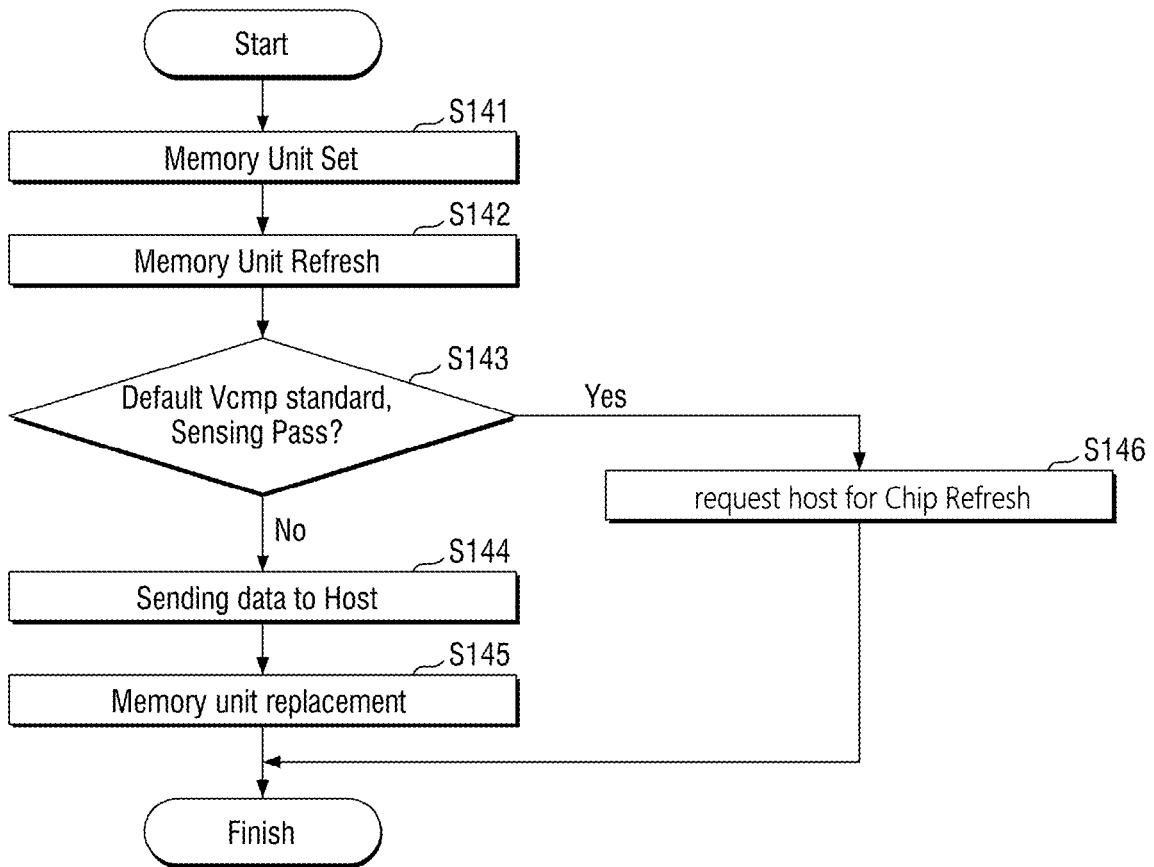 Start
S141
Memory Unit Set
S142
Memory Unit Refresh
S143
Default Vcmp standard,
Sensing Pass?
Yes
S146
request host for Chip Refresh
No
S144
Sending data to Host
S145
Memory unit replacement
Finish